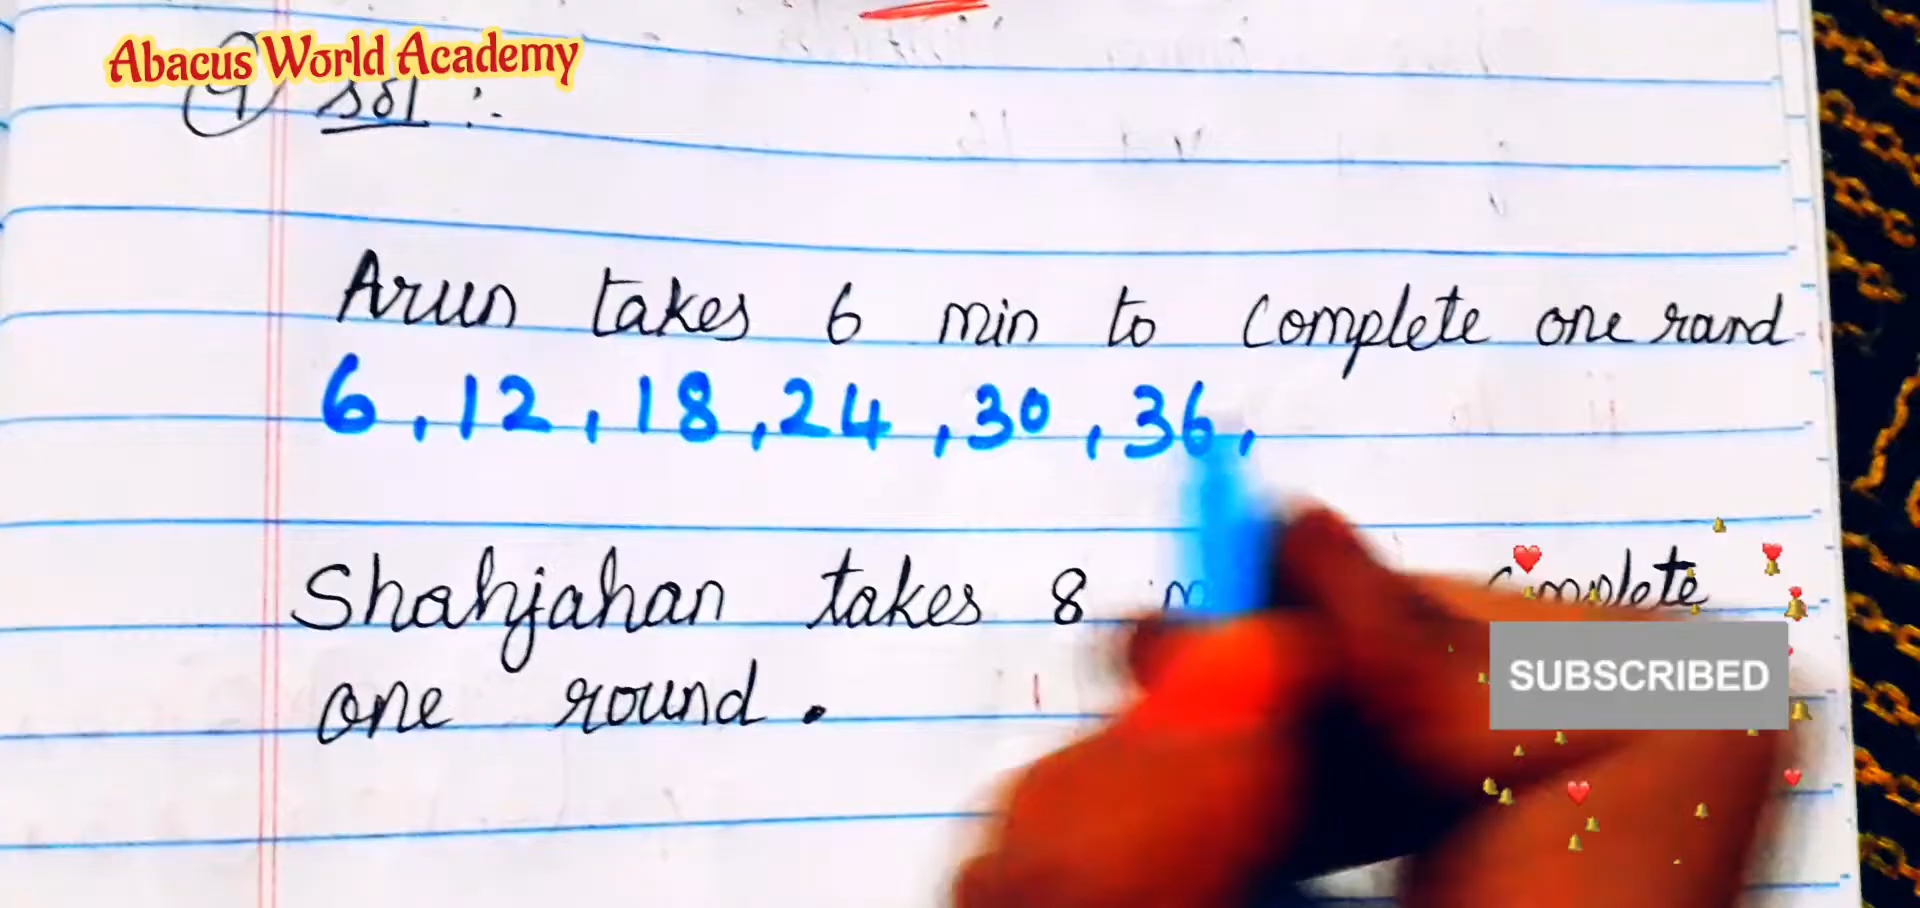 Abacus World Academy
sol :-
Arun takes 6 min to complete one rand
6, 12, 18, 24, 30, 36,
Shahjahan takes 8 complete
SUBSCRIBED
one round.